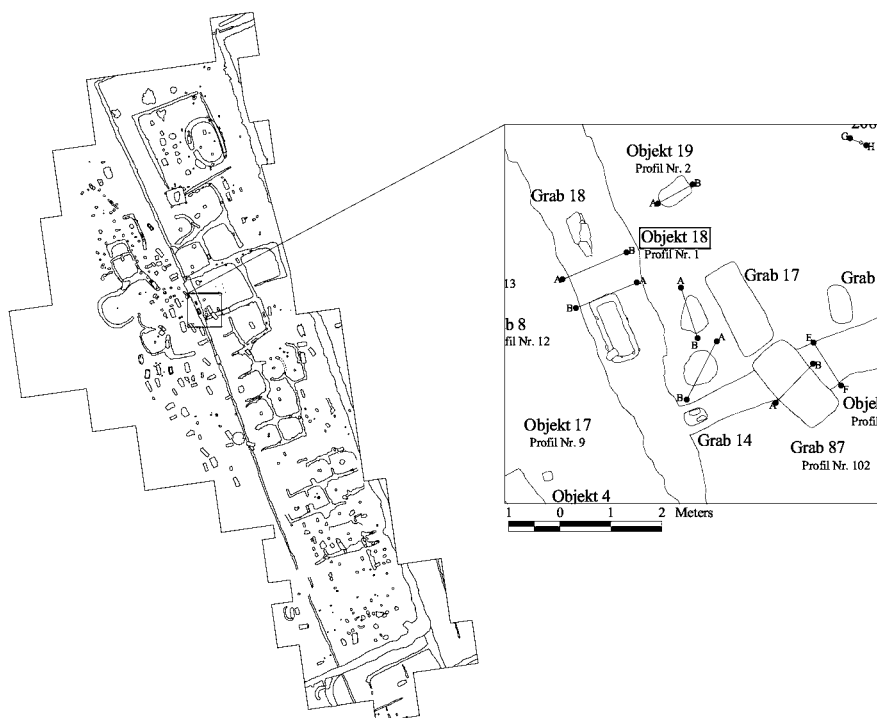 G
H
Objekt 19
Profil Nr. 2
A
B
Grab 18
Objekt 18
Profil Nr. 1
B
A
A
B
13
A
Grab 17
Grab
b 8
fil Nr. 12
B
A
E
B
F
B
A
Objek
Profil
Grab 14
Objekt 17
Profil Nr. 9
Grab 87
Profil Nr. 102
Objekt 4
1 0 1 2 Meters